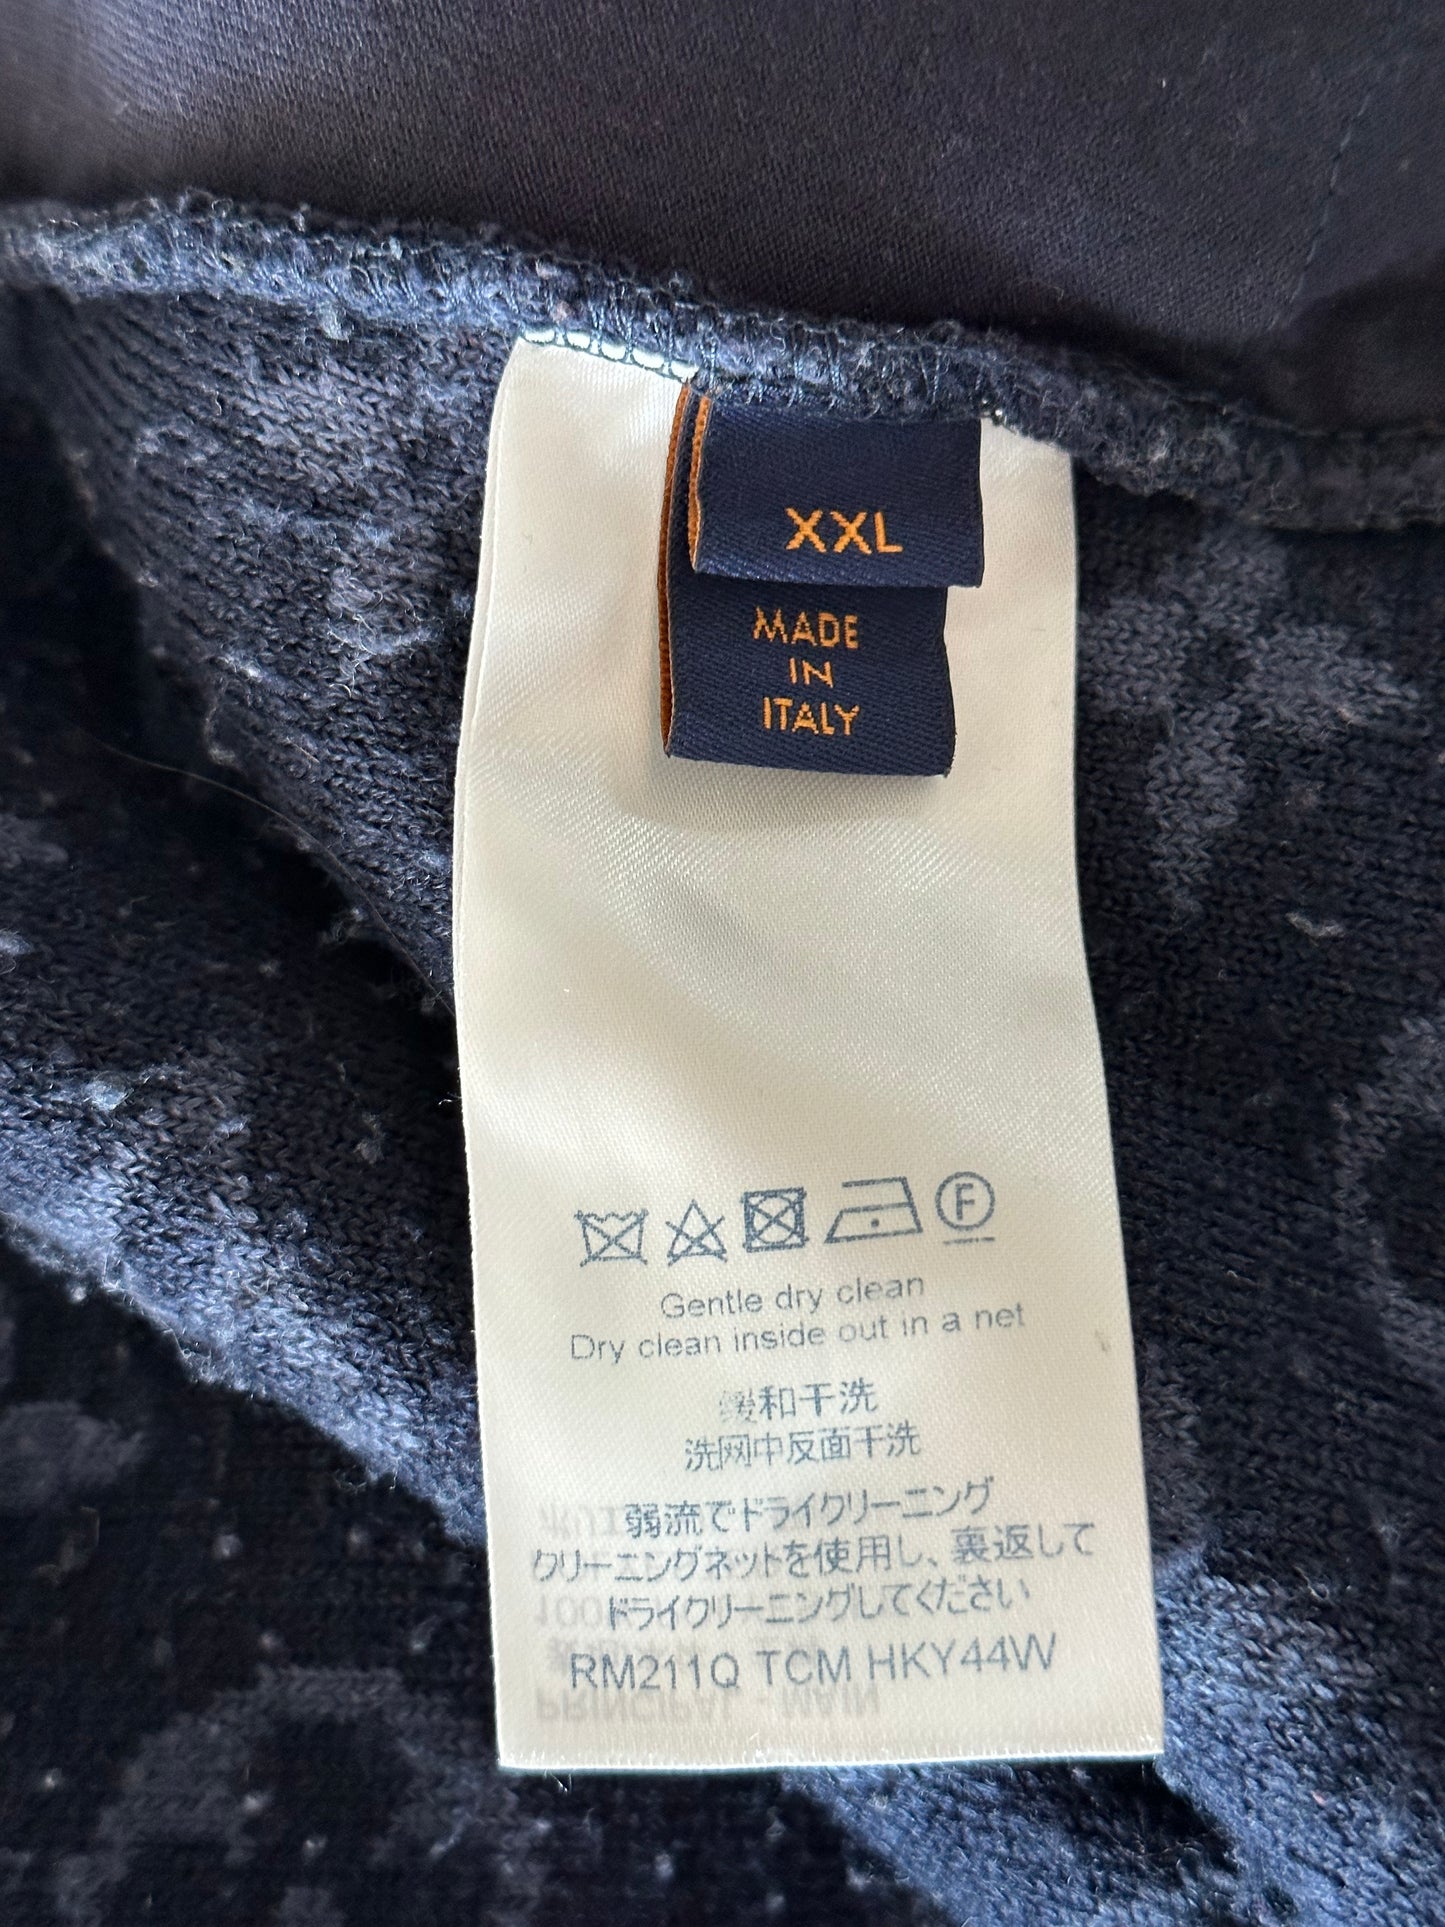 XXL
MADE
IN
ITALY
F
Gentle dry clean
Dry clean inside out in a net
缓和干洗
洗网中反面干洗
弱流でドライクリーニング
クリーニングネットを使用し、裏返して
ドライクリーニングしてください
RM211Q TCM HKY44W
PRINCIPAL - MAIN